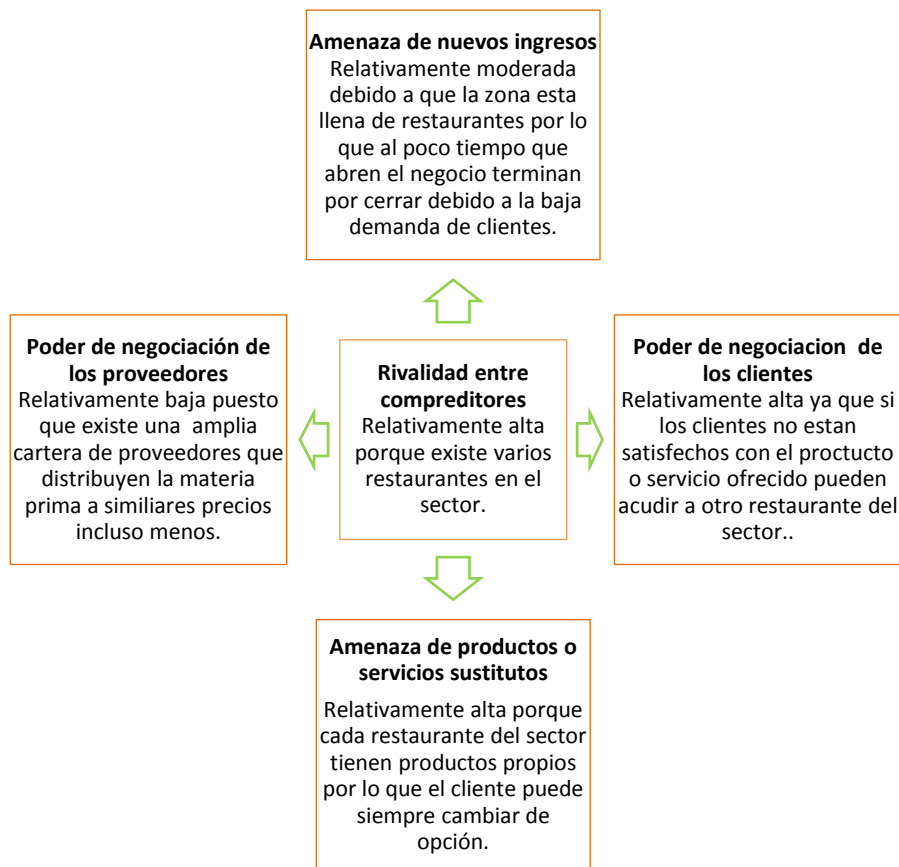 Amenaza de nuevos ingresos
Relativamente moderada
debido a que la zona esta
llena de restaurantes por lo
que al poco tiempo que
abren el negocio terminan
por cerrar debido a la baja
demanda de clientes.
Poder de negociación de
los proveedores
Relativamente baja puesto
que existe una amplia
cartera de proveedores que
distribuyen la materia
prima a similiares precios
incluso menos.
Rivalidad entre
compreditores
Relativamente alta
porque existe varios
restaurantes en el
sector.
Poder de negociacion de
los clientes
Relativamente alta ya que si
los clientes no estan
satisfechos con el proctucto
o servicio ofrecido pueden
acudir a otro restaurante del
sector..
Amenaza de productos o
servicios sustitutos
Relativamente alta porque
cada restaurante del sector
tienen productos propios
por lo que el cliente puede
siempre cambiar de
opción.